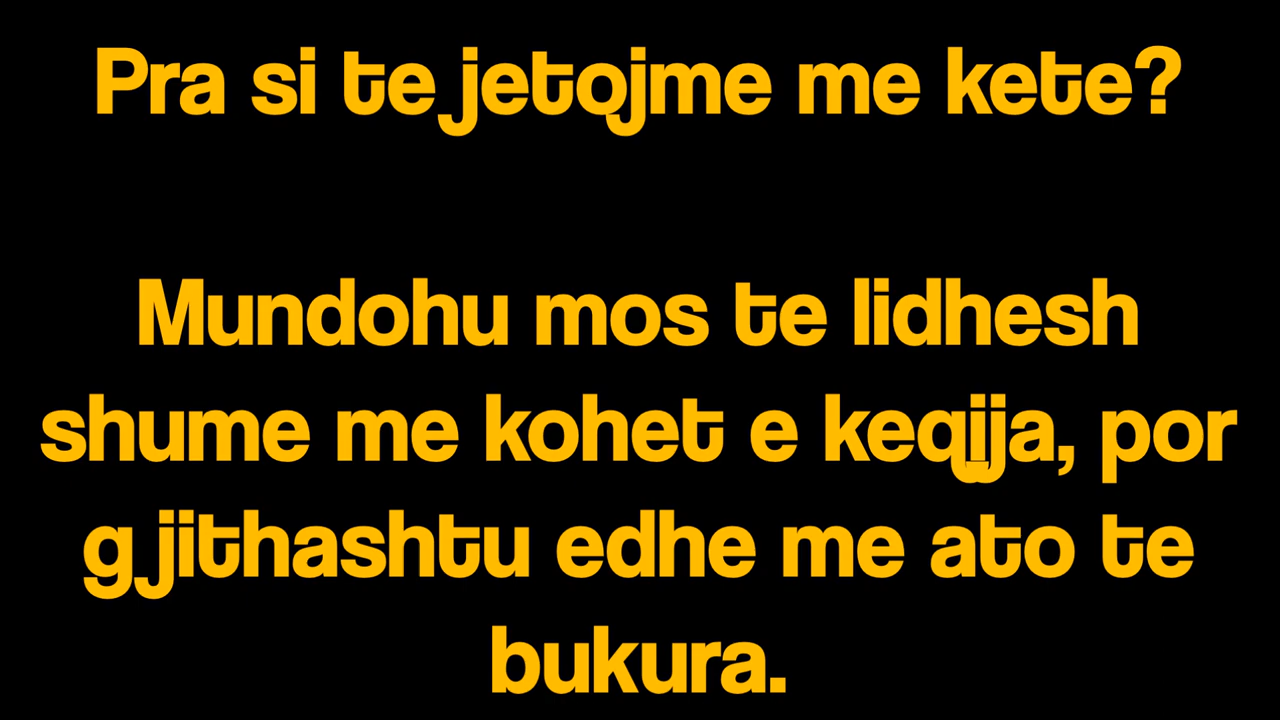 Pra si te jetojme me kete?
Mundohu mos te lidhesh
shume me kohet e keqija, por
gjithashtu edhe me ato te
bukura.